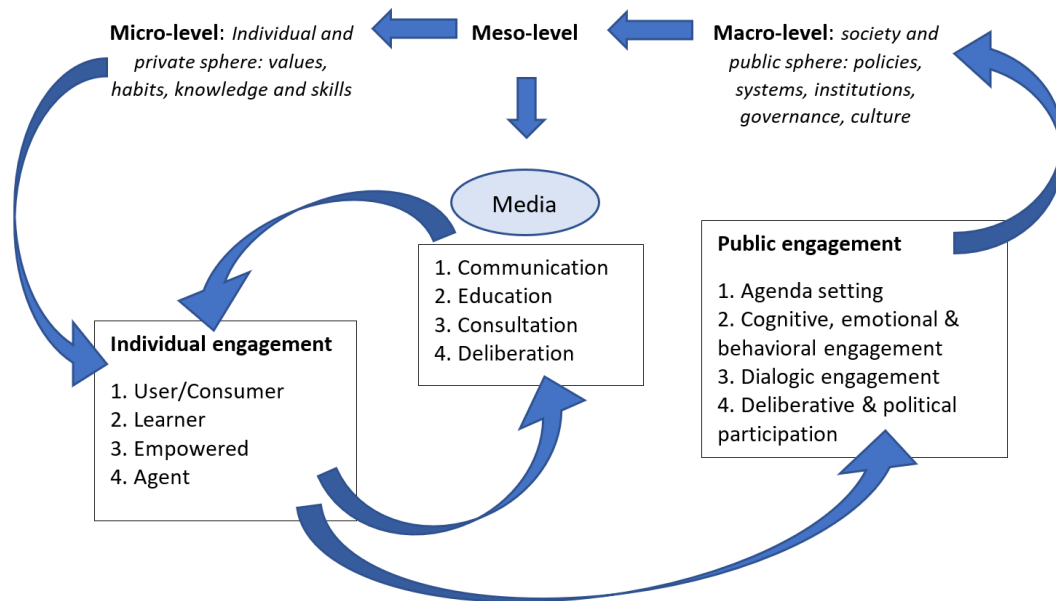 Micro-level: Individual and
private sphere: values,
habits, knowledge and skills
Meso-level
Macro-level: society and
public sphere: policies,
systems, institutions,
governance, culture
Media
1. Communication
2. Education
3. Consultation
4. Deliberation
Individual engagement
1. User/Consumer
2. Learner
3. Empowered
4. Agent
Public engagement
1. Agenda setting
2. Cognitive, emotional &
behavioral engagement
3. Dialogic engagement
4. Deliberative & political
participation